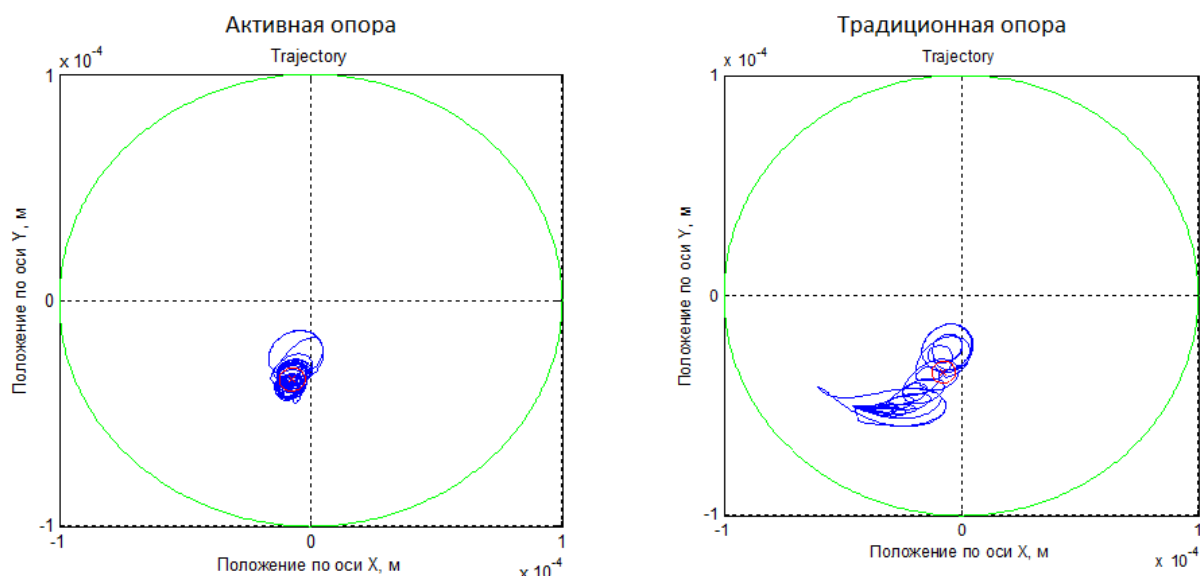 Активная опора
x 10-4
Trajectory
1
0
-1
Положение по оси Y, м
-1
0
1
Положение по оси X, м
x 10-4
Традиционная опора
x 10-4
Trajectory
1
0
-1
Положение по оси Y, м
-1
0
1
Положение по оси X, м
x 10-4